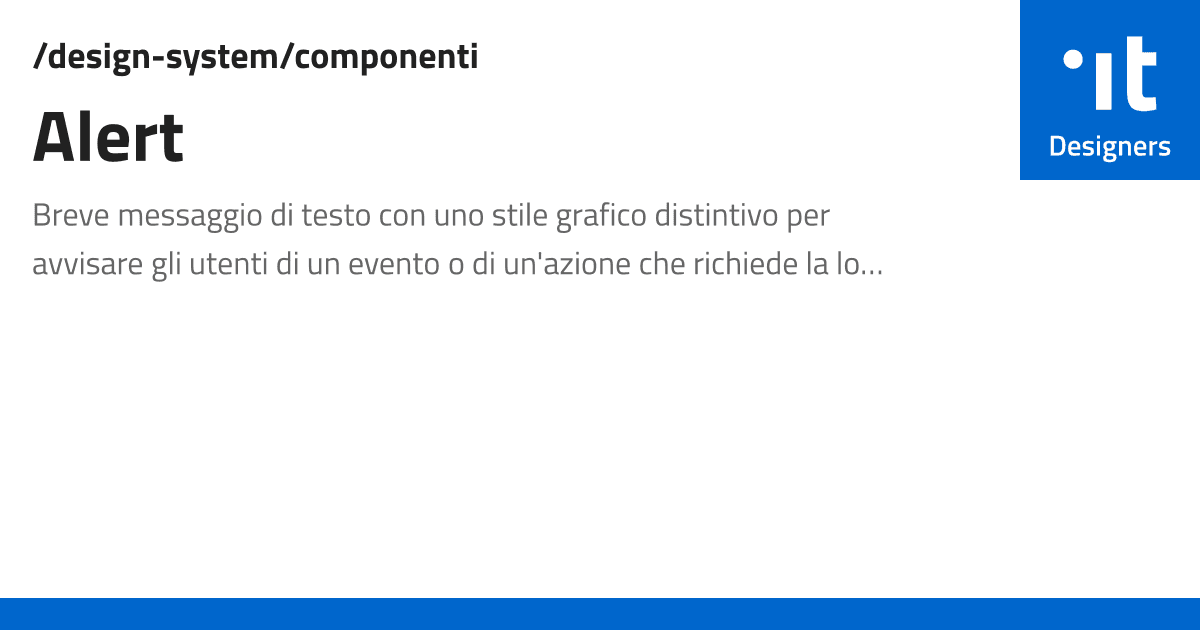 /design-system/componenti
Alert
Breve messaggio di testo con uno stile grafico distintivo per
avvisare gli utenti di un evento o di un'azione che richiede la lo...
it
Designers